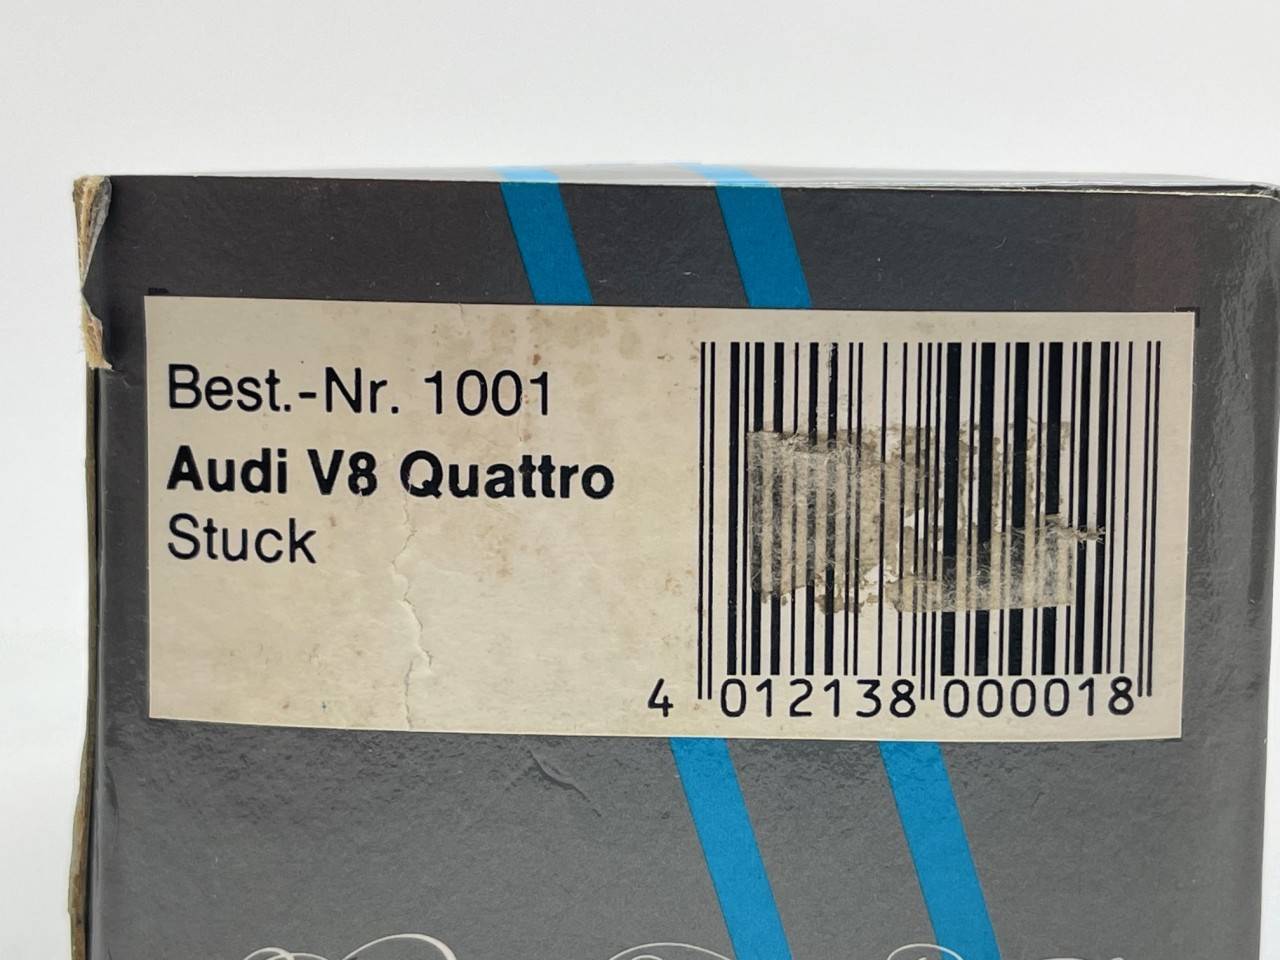 Best.-Nr. 1001
Audi V8 Quattro
Stuck
4 012138 000018